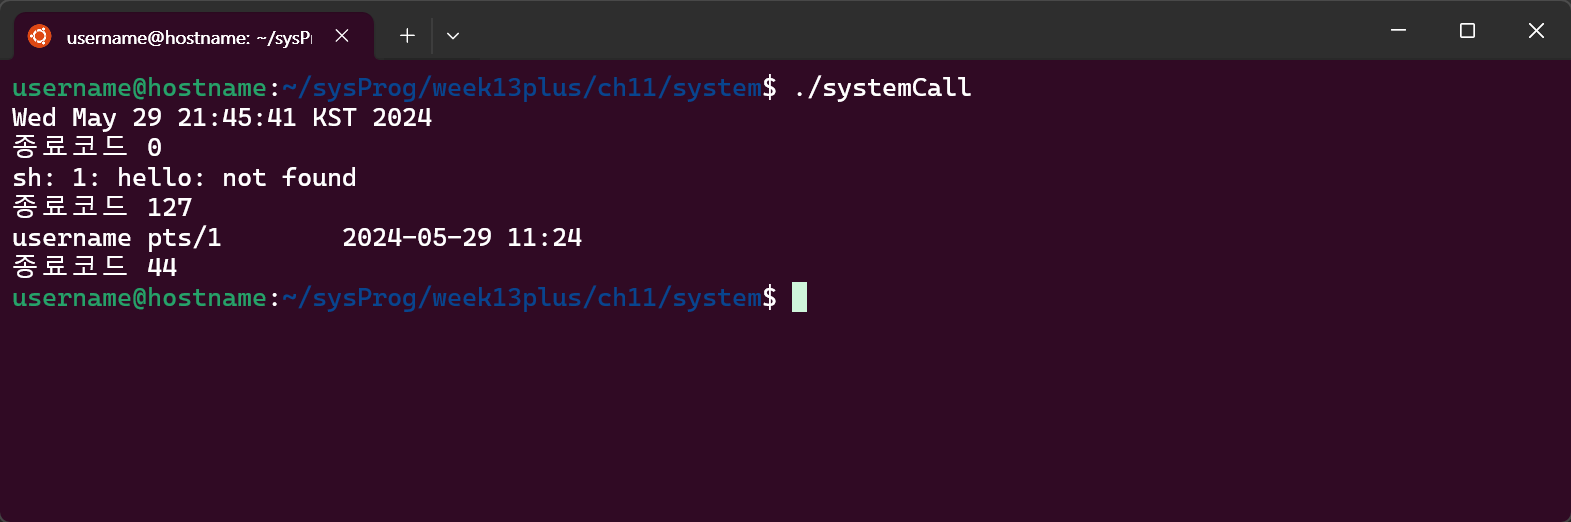 username@hostname: ~/sysPr
username@hostname:~/sysProg/week13plus/ch11/system$ ./systemCall
Wed May 29 21:45:41 KST 2024
종료코드 0
sh: 1: hello: not found
종료코드 127
username pts/1        2024-05-29 11:24
종료코드 44
username@hostname:~/sysProg/week13plus/ch11/system$